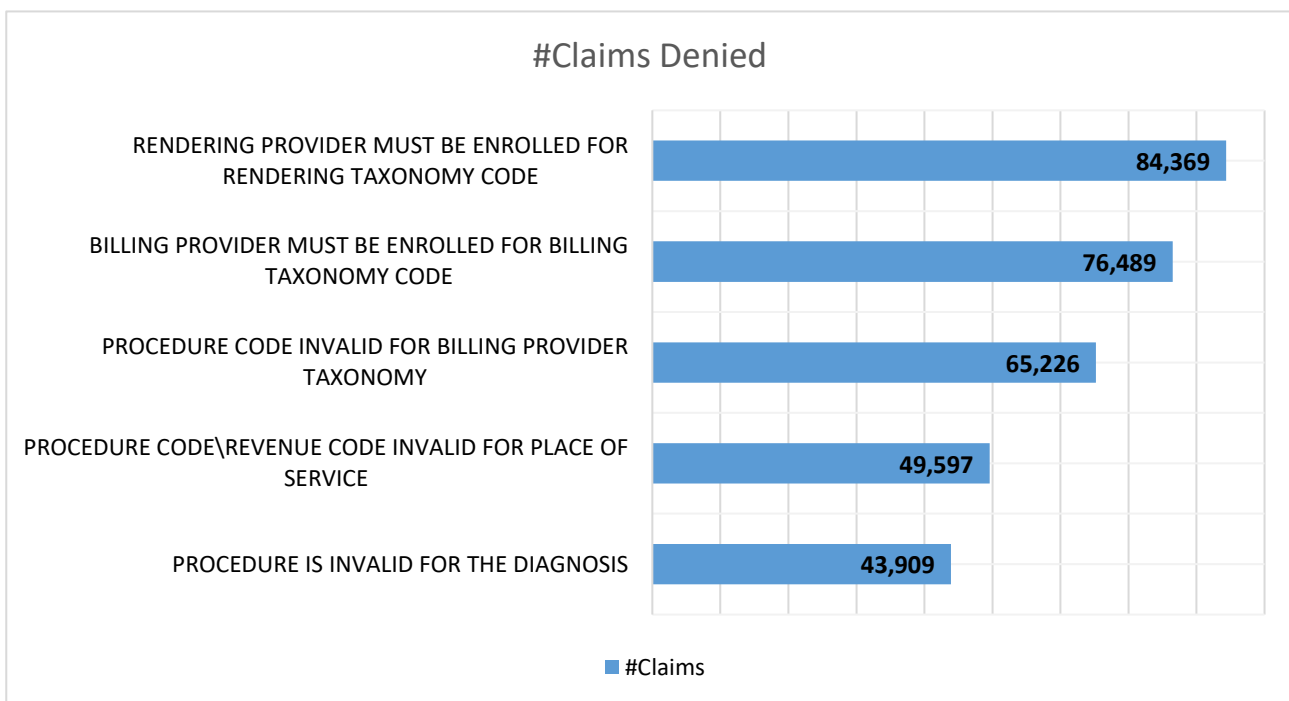 #Claims Denied
RENDERING PROVIDER MUST BE ENROLLED FOR
RENDERING TAXONOMY CODE
84,369
BILLING PROVIDER MUST BE ENROLLED FOR BILLING
TAXONOMY CODE
76,489
PROCEDURE CODE INVALID FOR BILLING PROVIDER
TAXONOMY
65,226
PROCEDURE CODE\REVENUE CODE INVALID FOR PLACE OF
SERVICE
49,597
PROCEDURE IS INVALID FOR THE DIAGNOSIS
43,909
#Claims